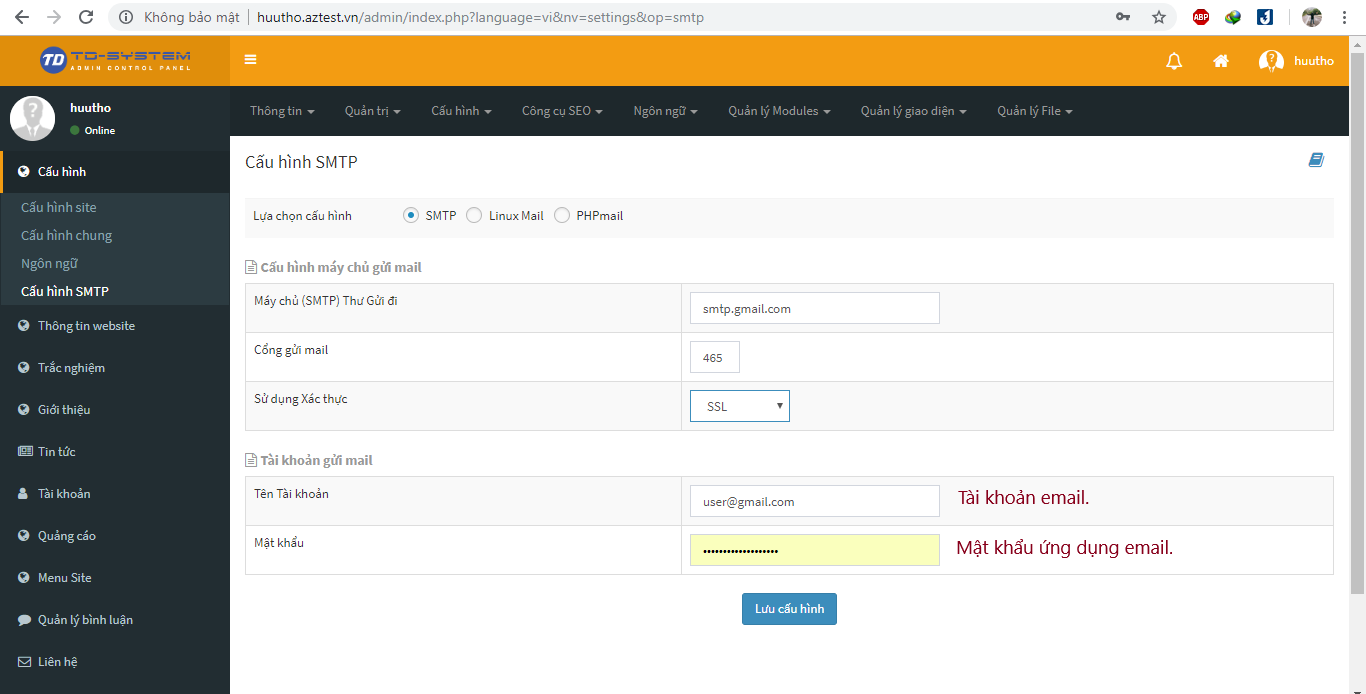 Không bảo mật | huutho.aztest.vn/admin/index.php?language=vi&nv=settings&op=smtp
ABP
TD TD-SYSTEM
ADMIN CONTROL PANEL
huutho
huutho
Online
Thông tin
Quản trị
Cấu hình
Công cụ SEO
Ngôn ngữ
Quản lý Modules
Quản lý giao diện
Quản lý File
Cấu hình
Cấu hình site
Cấu hình chung
Ngôn ngữ
Cấu hình SMTP
Thông tin website
Trắc nghiệm
Giới thiệu
Tin tức
Tài khoản
Quảng cáo
Menu Site
Quản lý bình luận
Liên hệ
Cấu hình SMTP
Lựa chọn cấu hình SMTP Linux Mail PHPmail
Cấu hình máy chủ gửi mail
Máy chủ (SMTP) Thư Gửi đi smtp.gmail.com
Cổng gửi mail 465
Sử dụng Xác thực SSL
Tài khoản gửi mail
Tên Tài khoản user@gmail.com Tài khoản email.
Mật khẩu •••••••••••••••••••• Mật khẩu ứng dụng email.
Lưu cấu hình